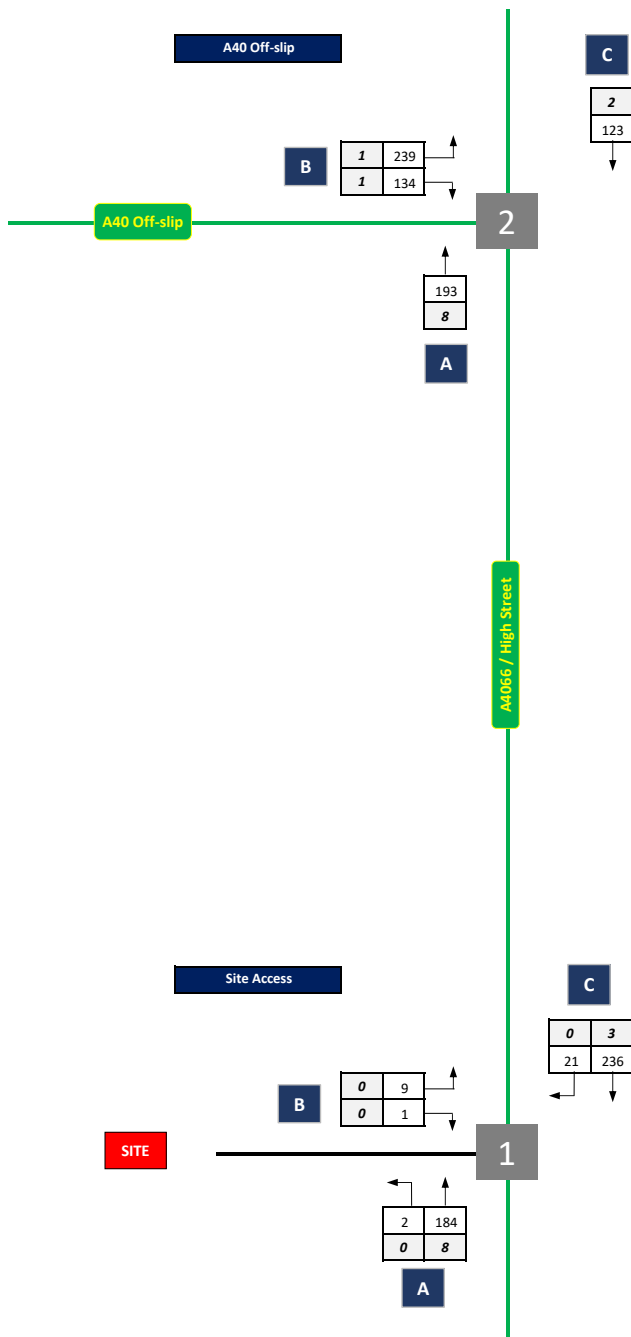 A40 Off-slip
C
2
123
B
1 239
1 134
A40 Off-slip
2
193
8
A
A4066 / High Street
Site Access
C
0 3
21 236
B
0 9
0 1
SITE
1
2 184
0 8
A